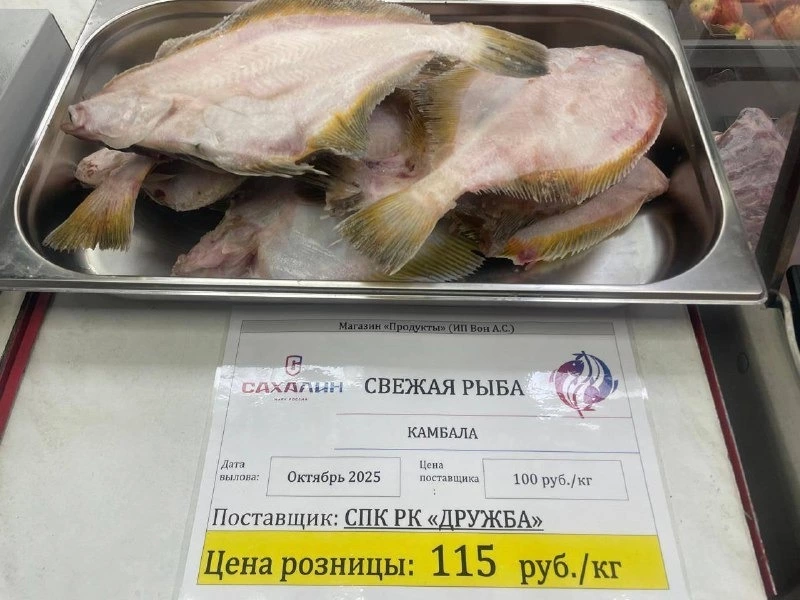 Магазин «Продукты» (ИП Вон А.С.)
САХАЛИН
СВЕЖАЯ РЫБА
КАМБАЛА
Дата вылова:
Октябрь 2025
Цена поставщика :
100 руб./кг
Поставщик: СПК РК «ДРУЖБА»
Цена розницы: 115 руб./кг